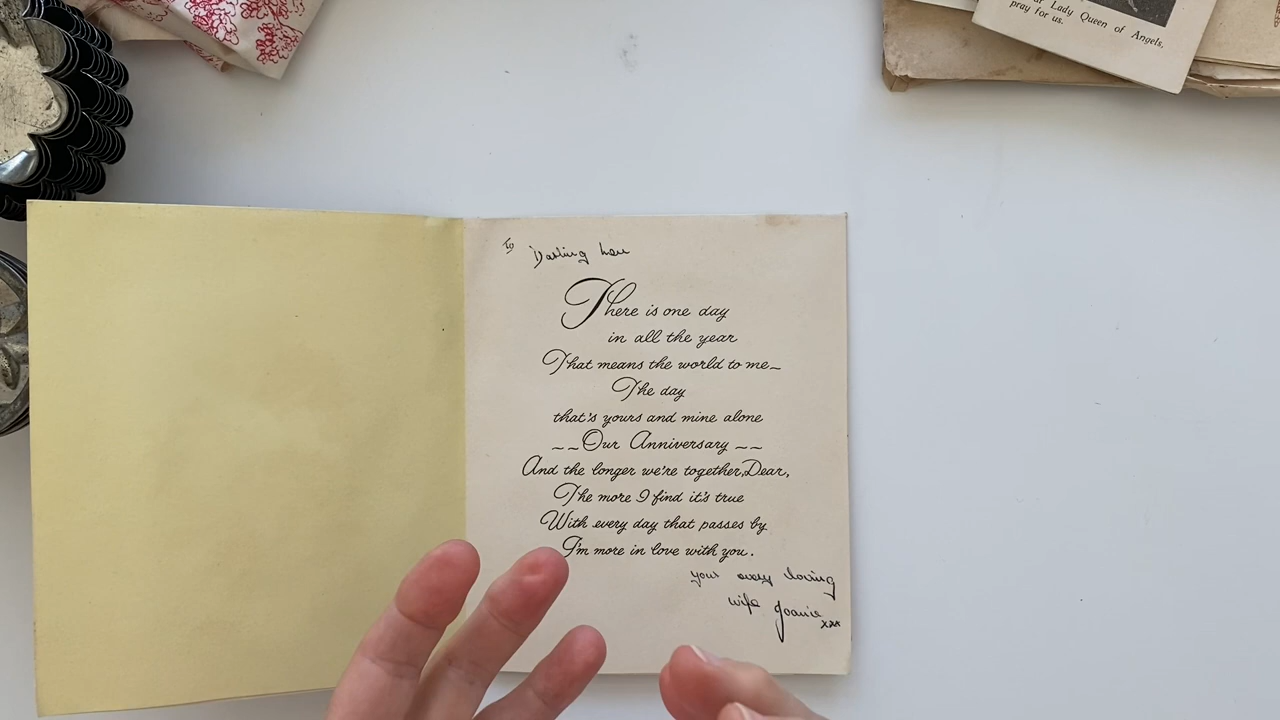 Lady Queen of Angels,
pray for us.
To Darling Lou
There is one day
in all the year
That means the world to me~
The day
that's yours and mine alone
~~Our Anniversary~~
And the longer we're together, Dear,
The more I find it's true
With every day that passes by
I'm more in love with you.
your every loving
wife Joanie
xxx